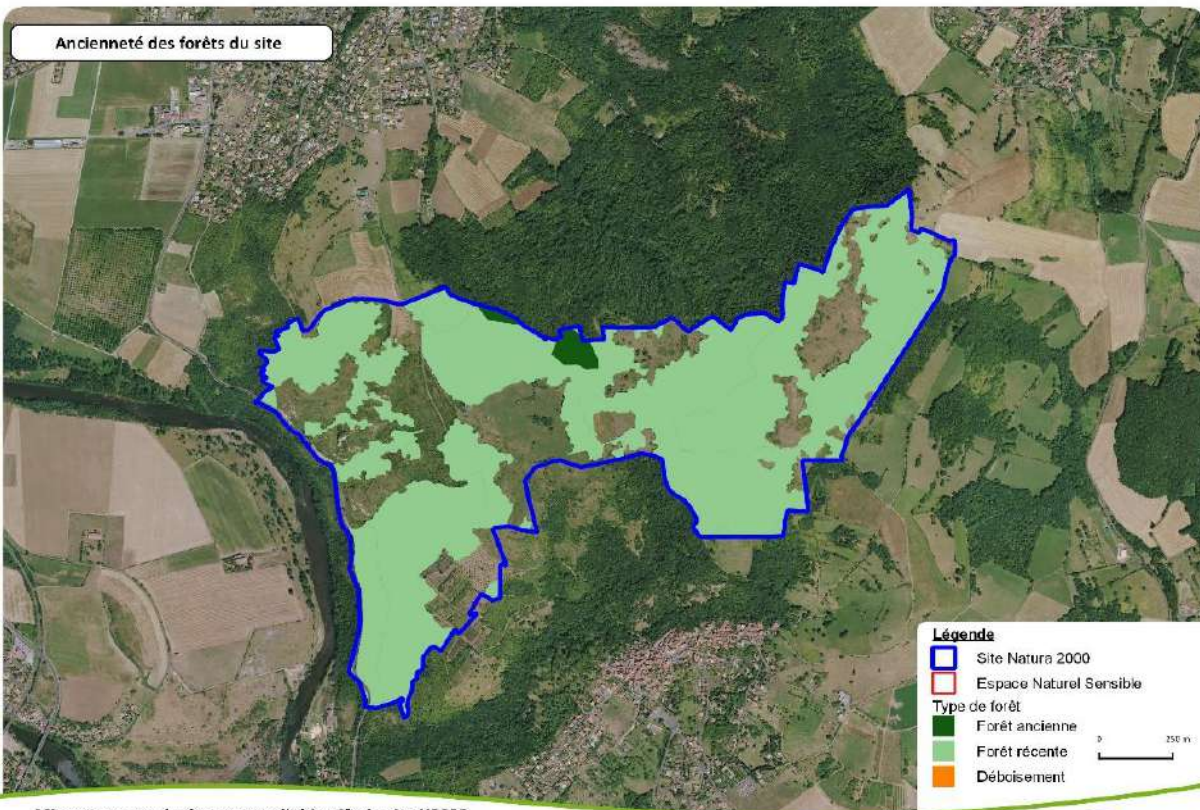 Ancienneté des forêts du site
Légende
Site Natura 2000
Espace Naturel Sensible
Type de forêt
Forêt ancienne
Forêt récente
Déboisement
0 250 m